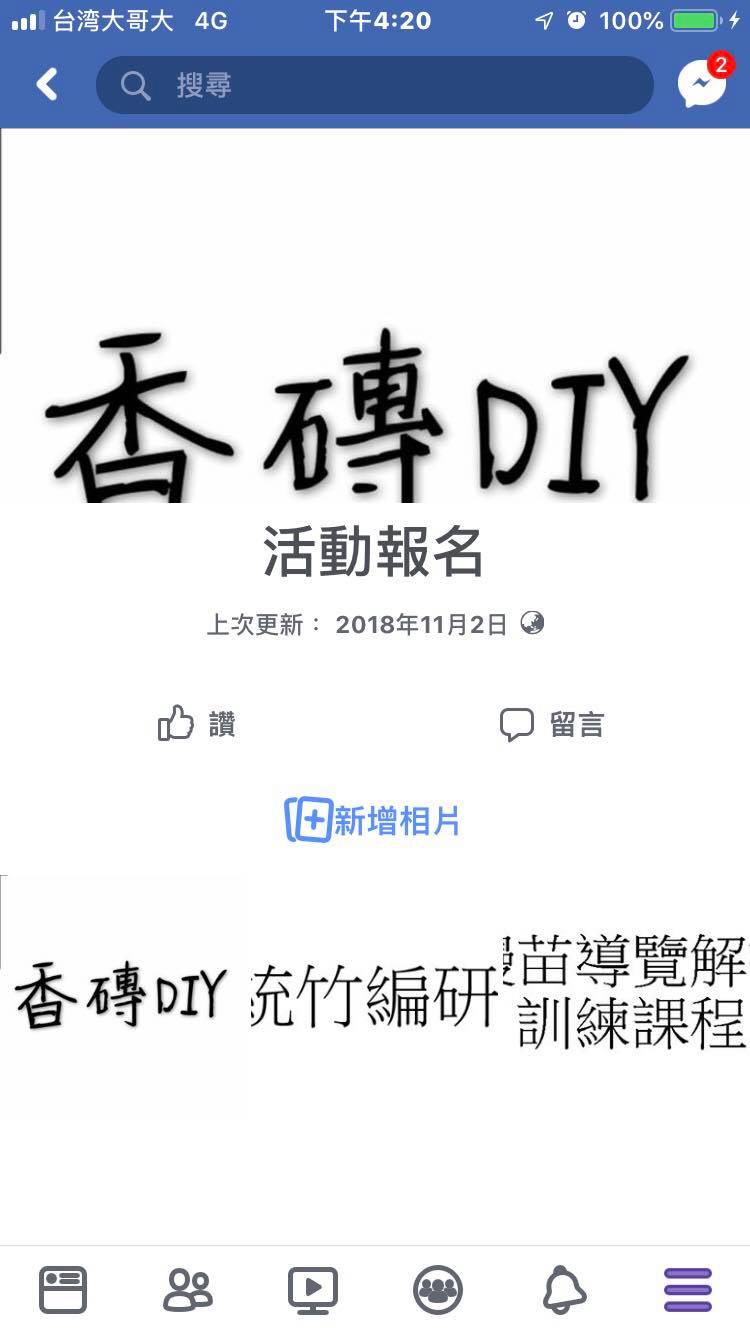 台湾大哥大 4G 下午4:20 100%
搜尋 2
香磚DIY
活動報名
上次更新： 2018年11月2日
讚 留言
新增相片
香磚DIY
統竹編研
苗導覽解
訓練課程